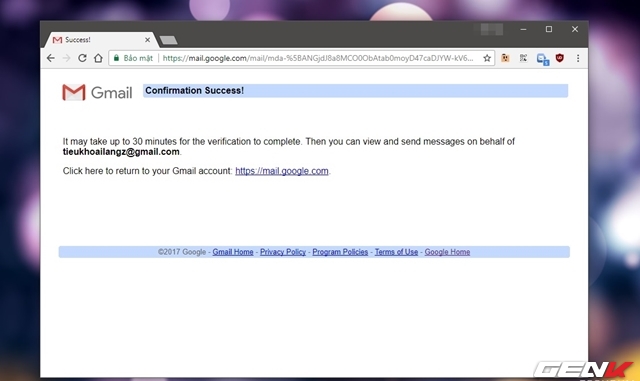 Success!
Bảo mật | https://mail.google.com/mail/mda-%5BANGjdJ8a8MCO0ObAtab0moyD47caDJYW-kV6...
Gmail Confirmation Success!
It may take up to 30 minutes for the verification to complete. Then you can view and send messages on behalf of
tieukhoailangz@gmail.com.
Click here to return to your Gmail account: https://mail.google.com.
©2017 Google - Gmail Home - Privacy Policy - Program Policies - Terms of Use - Google Home
GENK